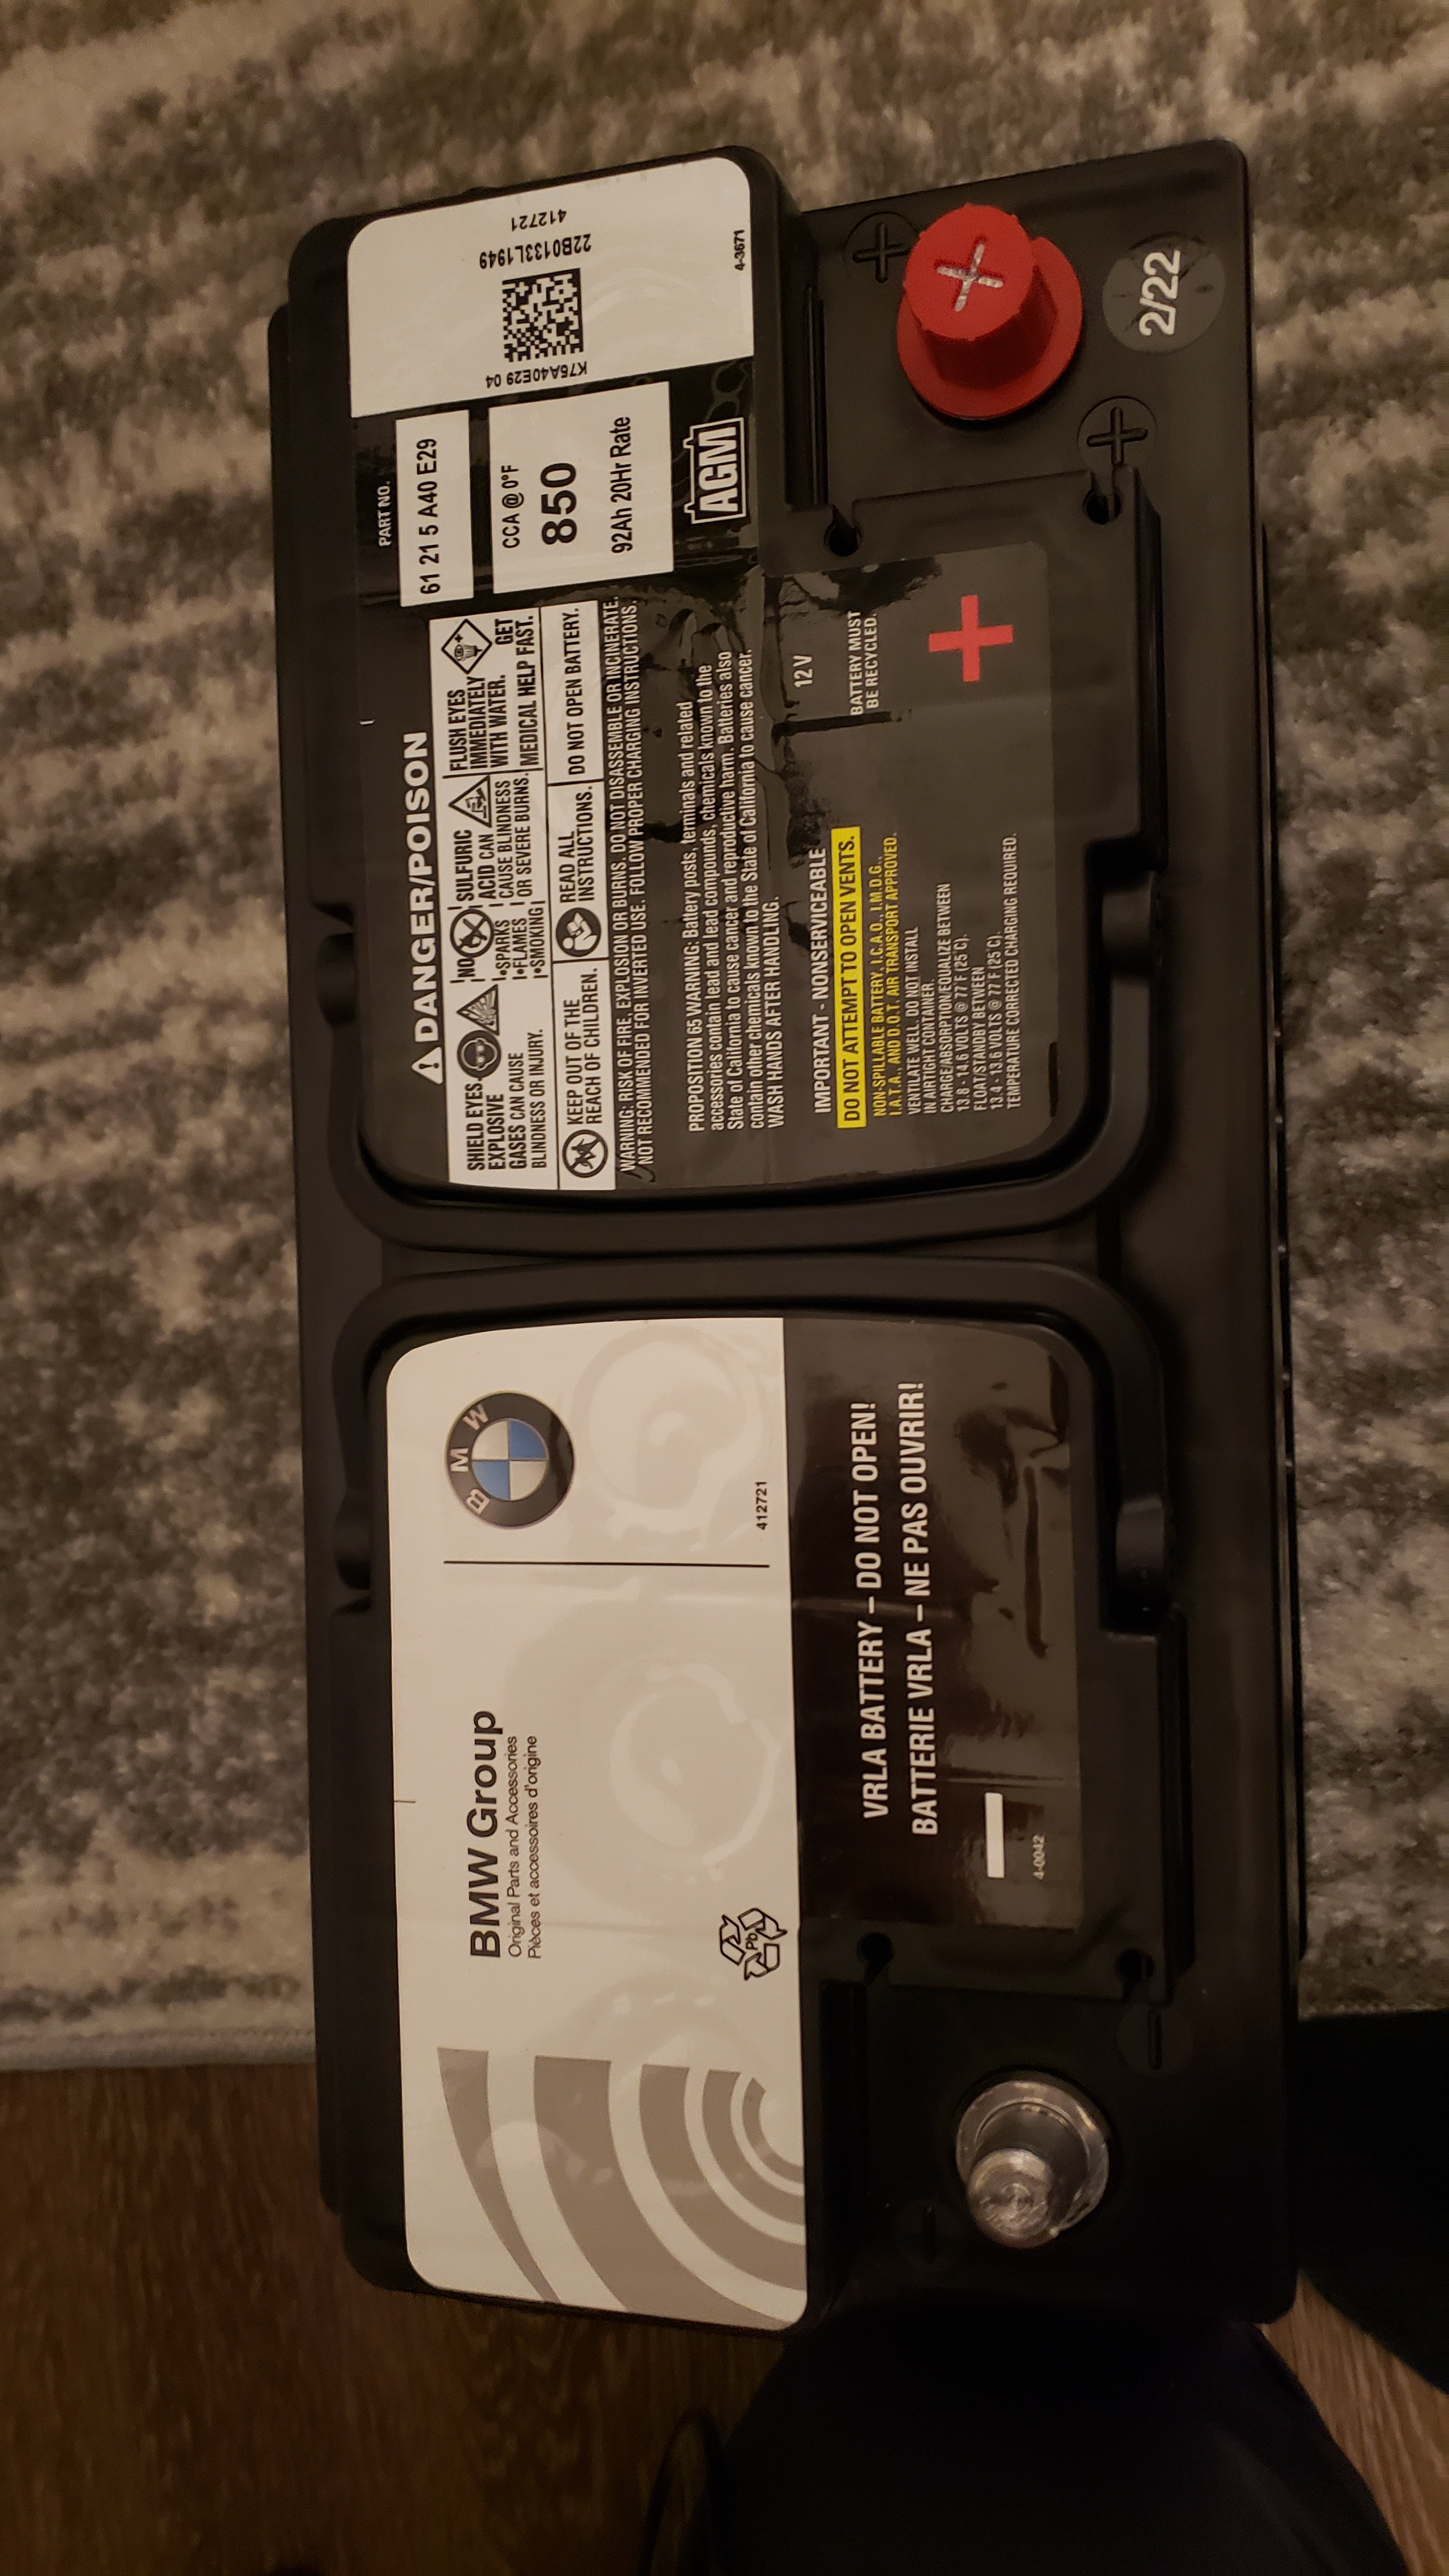 BMW Group
Original Parts and Accessories
Pièces et accessoires d'origine
B M W
412721
Pb
VRLA BATTERY – DO NOT OPEN!
BATTERIE VRLA – NE PAS OUVRIR!
4-0042
DANGER/POISON
SHIELD EYES.
EXPLOSIVE
GASES CAN CAUSE
BLINDNESS OR INJURY.
NO
•SPARKS
•FLAMES
•SMOKING
SULFURIC
ACID CAN
CAUSE BLINDNESS
OR SEVERE BURNS.
FLUSH EYES
IMMEDIATELY
WITH WATER. GET
MEDICAL HELP FAST.
KEEP OUT OF THE
REACH OF CHILDREN.
READ ALL
INSTRUCTIONS.
DO NOT OPEN BATTERY.
WARNING: RISK OF FIRE, EXPLOSION OR BURNS. DO NOT DISASSEMBLE OR INCINERATE.
NOT RECOMMENDED FOR INVERTED USE. FOLLOW PROPER CHARGING INSTRUCTIONS.
PROPOSITION 65 WARNING: Battery posts, terminals and related
accessories contain lead and lead compounds, chemicals known to the
State of California to cause cancer and reproductive harm. Batteries also
contain other chemicals known to the State of California to cause cancer.
WASH HANDS AFTER HANDLING.
IMPORTANT - NONSERVICEABLE
DO NOT ATTEMPT TO OPEN VENTS.
NON-SPILLABLE BATTERY, I.C.A.O., I.M.D.G.,
I.A.T.A., AND D.O.T. AIR TRANSPORT APPROVED.
VENTILATE WELL. DO NOT INSTALL
IN AIRTIGHT CONTAINER.
CHARGE/ABSORPTION/EQUALIZE BETWEEN
13.8 - 14.6 VOLTS @ 77 F (25 C).
FLOAT/STANDBY BETWEEN
13.4 - 13.6 VOLTS @ 77 F (25 C).
TEMPERATURE CORRECTED CHARGING REQUIRED.
12 V
BATTERY MUST
BE RECYCLED.
+
PART NO.
61 21 5 A40 E29
CCA @ 0°F
850
92Ah 20Hr Rate
AGM
412721
22B0133L1949
K75A40E29 04
4-3671
2/22